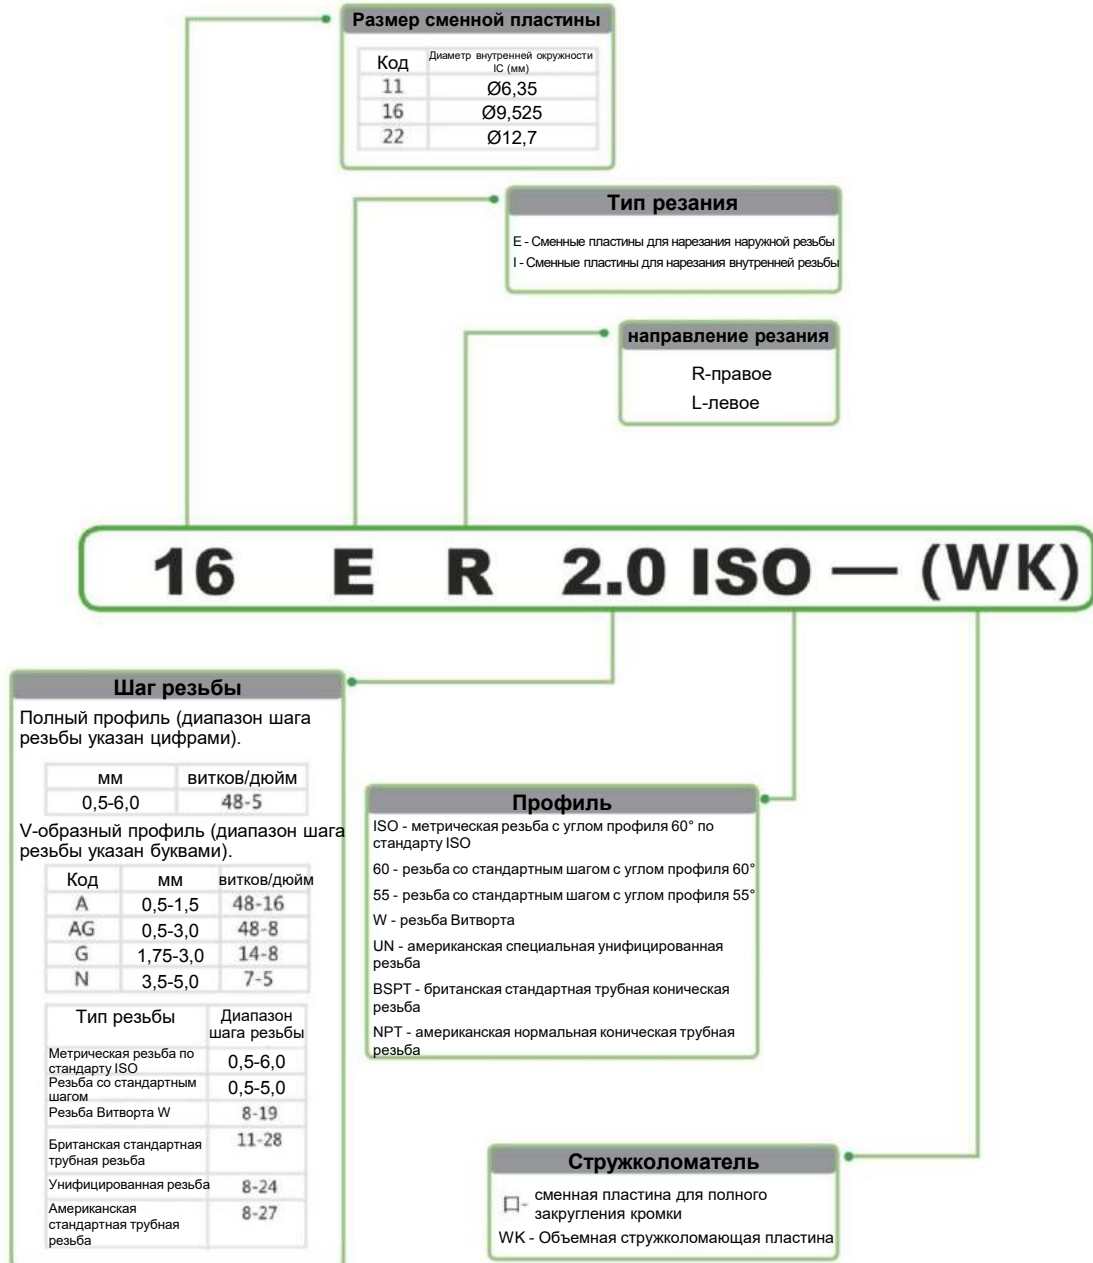 Размер сменной пластины
Код Диаметр внутренней окружности
IC (мм)
11 Ø6,35
16 Ø9,525
22 Ø12,7
Тип резания
E - Сменные пластины для нарезания наружной резьбы
I - Сменные пластины для нарезания внутренней резьбы
направление резания
R-правое
L-левое
16 E R 2.0 ISO — (WK)
Шаг резьбы
Полный профиль (диапазон шага
резьбы указан цифрами).
мм витков/дюйм
0,5-6,0 48-5
V-образный профиль (диапазон шага
резьбы указан буквами).
Код мм витков/дюйм
A 0,5-1,5 48-16
AG 0,5-3,0 48-8
G 1,75-3,0 14-8
N 3,5-5,0 7-5
Тип резьбы Диапазон
шага резьбы
Метрическая резьба по
стандарту ISO 0,5-6,0
Резьба со стандартным
шагом 0,5-5,0
Резьба Витворта W 8-19
Британская стандартная
трубная резьба 11-28
Унифицированная резьба 8-24
Американская
стандартная трубная
резьба 8-27
Профиль
ISO - метрическая резьба с углом профиля 60° по
стандарту ISO
60 - резьба со стандартным шагом с углом профиля 60°
55 - резьба со стандартным шагом с углом профиля 55°
W - резьба Витворта
UN - американская специальная унифицированная
резьба
BSPT - британская стандартная трубная коническая
резьба
NPT - американская нормальная коническая трубная
резьба
Стружколоматель
口- сменная пластина для полного
закругления кромки
WK - Объемная стружколомающая пластина